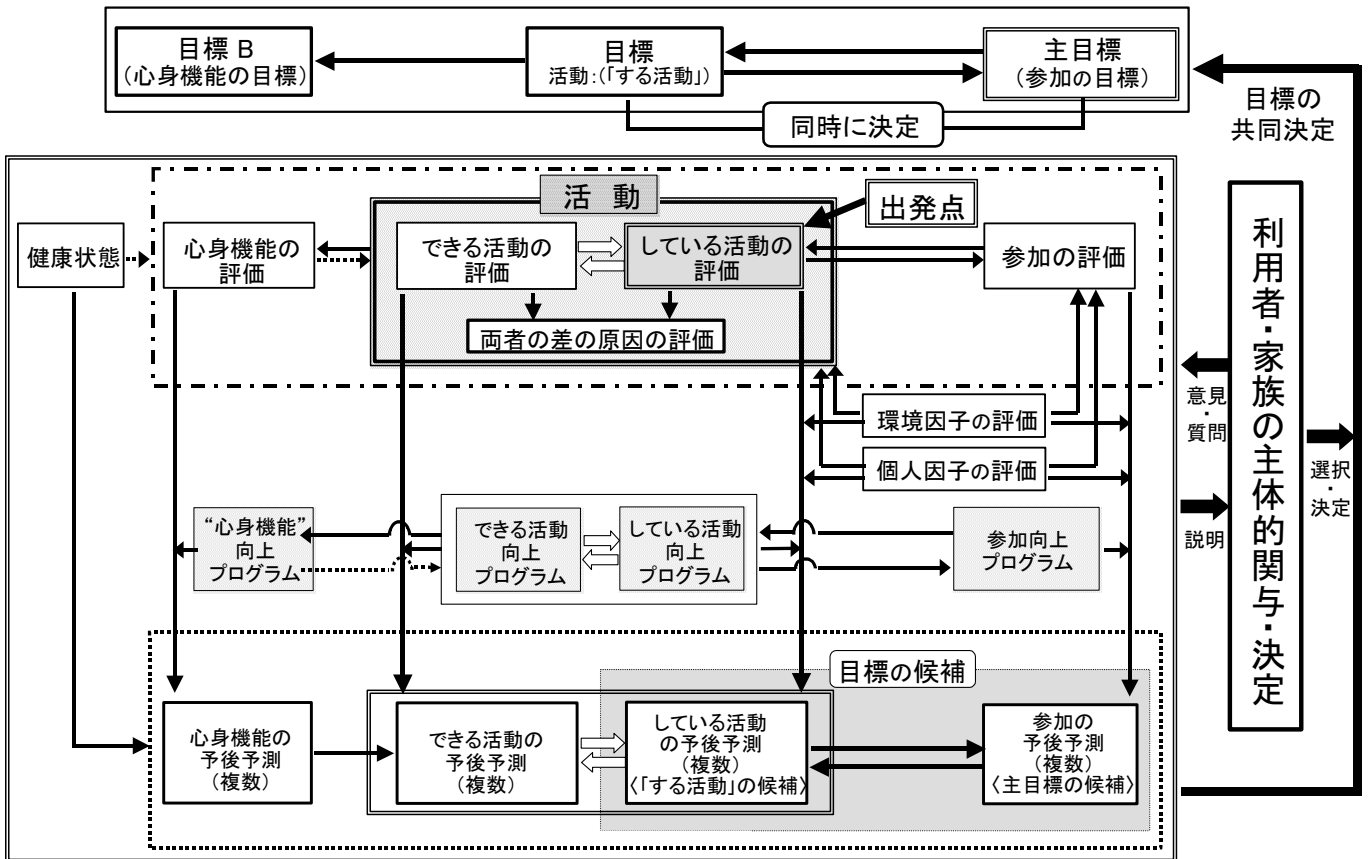 目標 B
(心身機能の目標)
目標
活動:(「する活動」)
主目標
(参加の目標)
同時に決定
目標の
共同決定
活 動
出発点
健康状態
心身機能の
評価
できる活動の
評価
している活動の
評価
参加の評価
両者の差の原因の評価
環境因子の評価
個人因子の評価
意見・質問
説明
利用者・家族の主体的関与・決定
選択・決定
“心身機能”
向上
プログラム
できる活動
向上
プログラム
している活動
向上
プログラム
参加向上
プログラム
目標の候補
心身機能の
予後予測
(複数)
できる活動の
予後予測
(複数)
している活動
の予後予測
(複数)
〈「する活動」の候補〉
参加の
予後予測
(複数)
〈主目標の候補〉